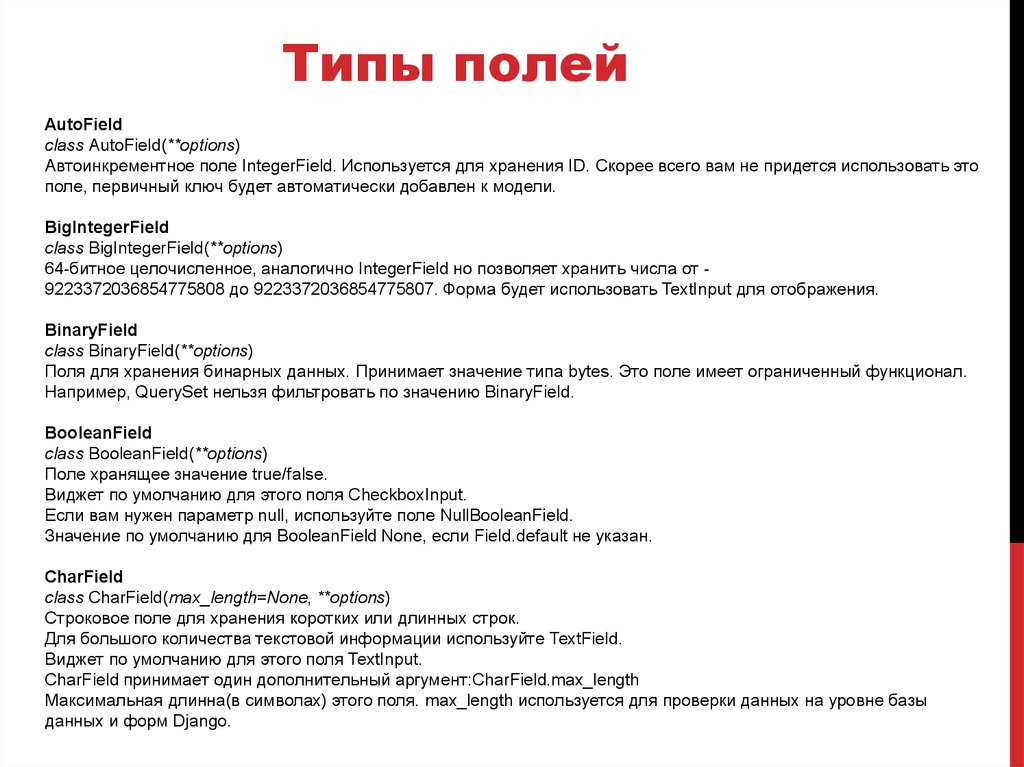 Типы полей
AutoField
class AutoField(**options)
Автоинкрементное поле IntegerField. Используется для хранения ID. Скорее всего вам не придется использовать это
поле, первичный ключ будет автоматически добавлен к модели.
BigIntegerField
class BigIntegerField(**options)
64-битное целочисленное, аналогично IntegerField но позволяет хранить числа от -
9223372036854775808 до 9223372036854775807. Форма будет использовать TextInput для отображения.
BinaryField
class BinaryField(**options)
Поля для хранения бинарных данных. Принимает значение типа bytes. Это поле имеет ограниченный функционал.
Например, QuerySet нельзя фильтровать по значению BinaryField.
BooleanField
class BooleanField(**options)
Поле хранящее значение true/false.
Виджет по умолчанию для этого поля CheckboxInput.
Если вам нужен параметр null, используйте поле NullBooleanField.
Значение по умолчанию для BooleanField None, если Field.default не указан.
CharField
class CharField(max_length=None, **options)
Строковое поле для хранения коротких или длинных строк.
Для большого количества текстовой информации используйте TextField.
Виджет по умолчанию для этого поля TextInput.
CharField принимает один дополнительный аргумент:CharField.max_length
Максимальная длинна(в символах) этого поля. max_length используется для проверки данных на уровне базы
данных и форм Django.